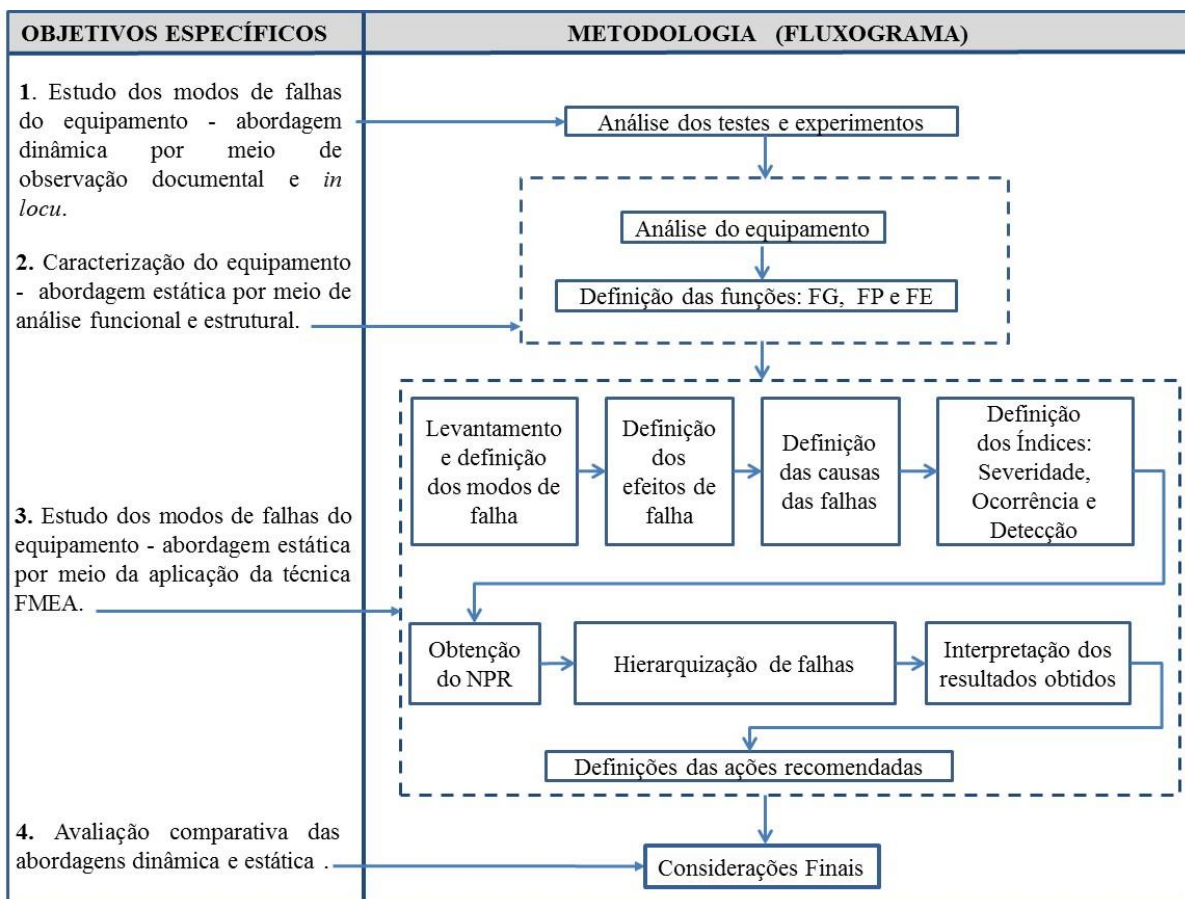 OBJETIVOS ESPECÍFICOS
METODOLOGIA (FLUXOGRAMA)
1. Estudo dos modos de falhas
do equipamento - abordagem
dinâmica por meio de
observação documental e in
locu.
2. Caracterização do equipamento
- abordagem estática por meio de
análise funcional e estrutural.
3. Estudo dos modos de falhas do
equipamento - abordagem estática
por meio da aplicação da técnica
FMEA.
4. Avaliação comparativa das
abordagens dinâmica e estática .
Análise dos testes e experimentos
Análise do equipamento
Definição das funções: FG, FP e FE
Levantamento
e definição
dos modos de
falha
Definição
dos
efeitos de
falha
Definição
das causas
das falhas
Definição
dos Índices:
Severidade,
Ocorrência e
Detecção
Obtenção
do NPR
Hierarquização de falhas
Interpretação dos
resultados obtidos
Definições das ações recomendadas
Considerações Finais